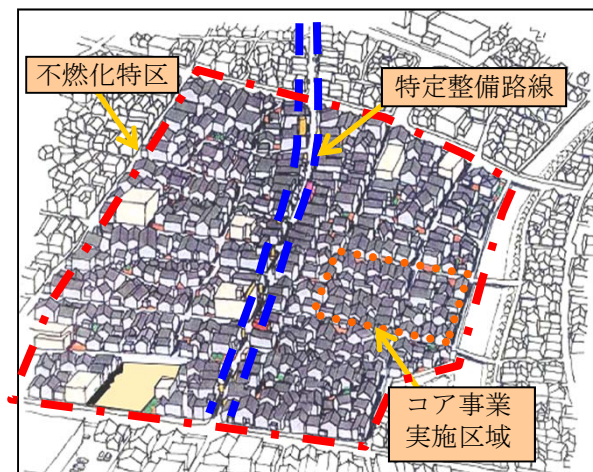 不燃化特区
特定整備路線
コア事業
実施区域